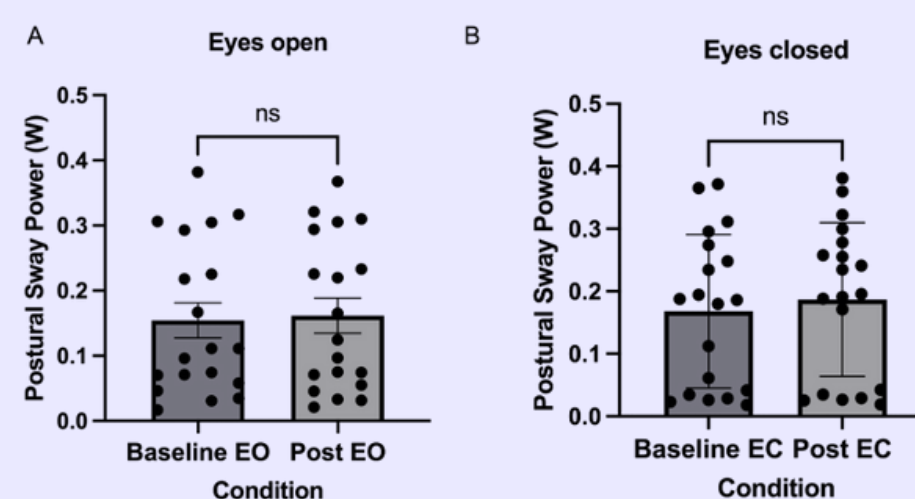 A
Eyes open
Postural Sway Power (W)
0.5
0.4
0.3
0.2
0.1
0.0
ns
Baseline EO
Post EO
Condition
B
Eyes closed
Postural Sway Power (W)
0.5
0.4
0.3
0.2
0.1
0.0
ns
Baseline EC
Post EC
Condition